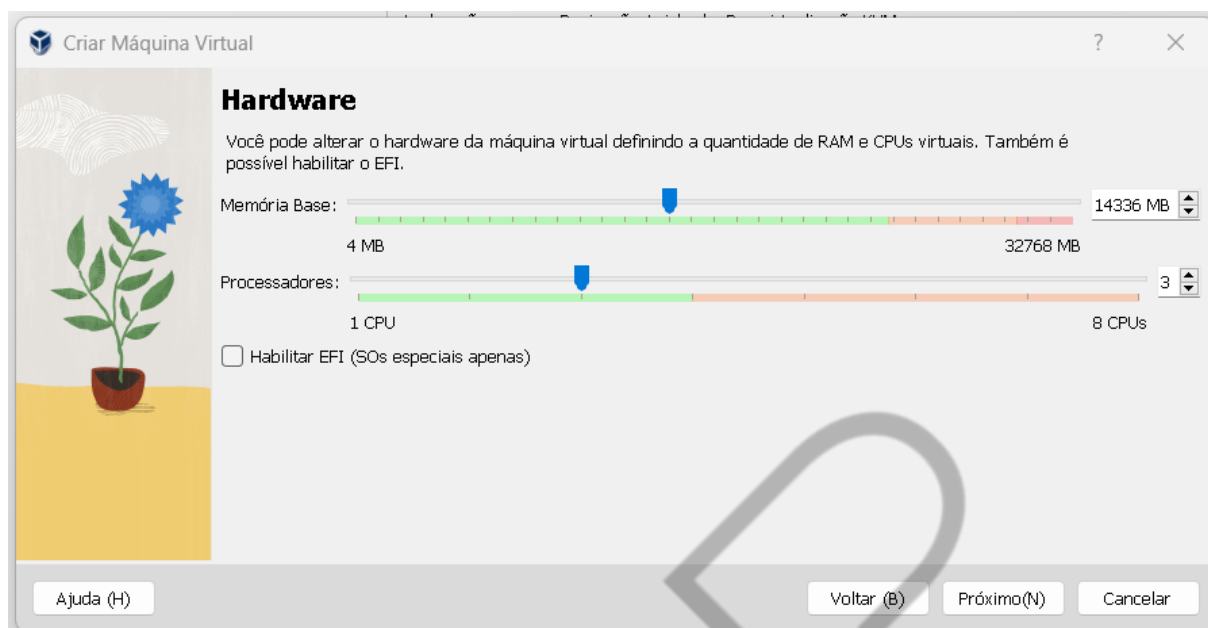 Criar Máquina Virtual
?
Hardware
Você pode alterar o hardware da máquina virtual definindo a quantidade de RAM e CPUs virtuais. Também é
possível habilitar o EFI.
Memória Base:
14336 MB
4 MB
32768 MB
Processadores:
3
1 CPU
8 CPUs
Habilitar EFI (SOs especiais apenas)
Ajuda (H)
Voltar (B)
Próximo(N)
Cancelar